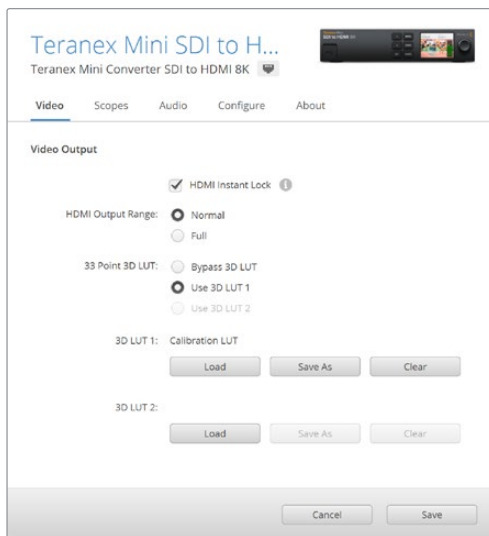 Teranex Mini SDI to H...
Teranex Mini Converter SDI to HDMI 8K
Video Scopes Audio Configure About
Video Output
HDMI Instant Lock
HDMI Output Range: Normal
Full
33 Point 3D LUT: Bypass 3D LUT
Use 3D LUT 1
Use 3D LUT 2
3D LUT 1: Calibration LUT
Load Save As Clear
3D LUT 2:
Load Save As Clear
Cancel Save